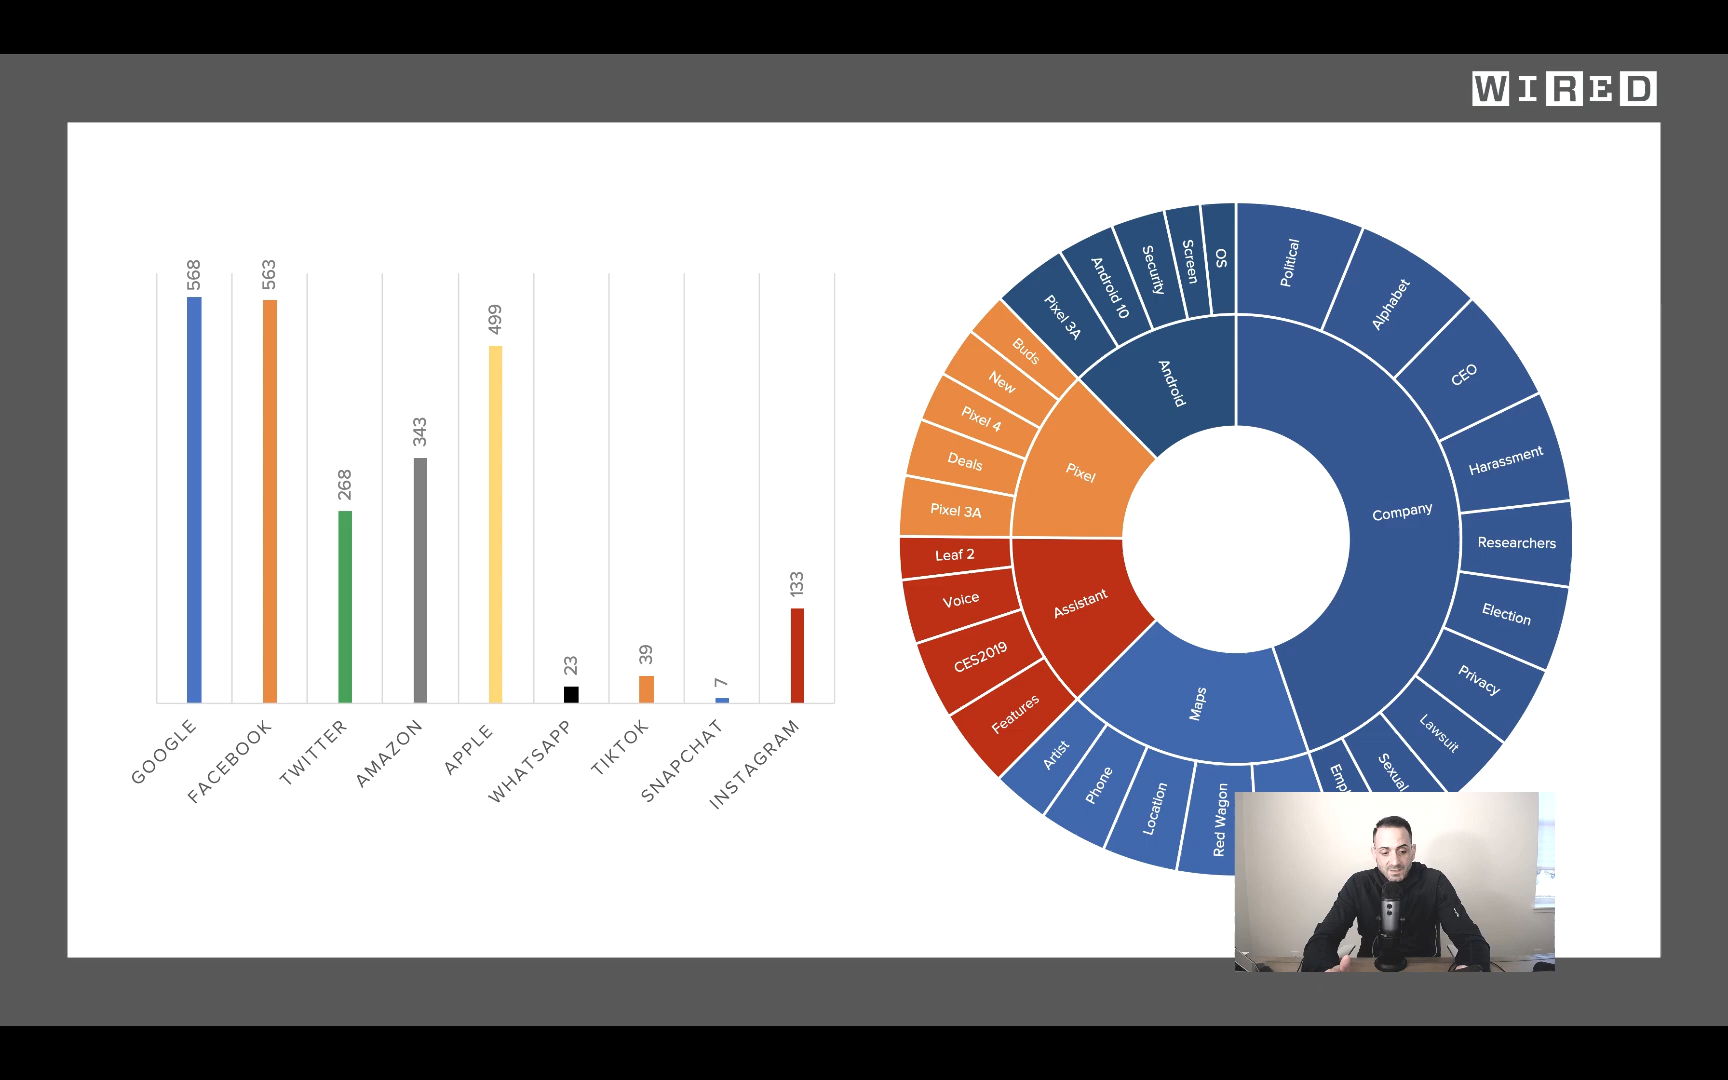 WIRED
568
563
268
343
499
23
39
7
133
GOOGLE
FACEBOOK
TWITTER
AMAZON
APPLE
WHATSAPP
TIKTOK
SNAPCHAT
INSTAGRAM
Political
Alphabet
CEO
Harassment
Researchers
Election
Privacy
Lawsuit
Sexual
Red Wagon
Location
Phone
Artist
Features
CES2019
Voice
Leaf 2
Pixel 3A
Deals
Pixel 4
New
Buds
Pixel 3A
Android 10
Security
Screen
OS
Company
Maps
Assistant
Pixel
Android